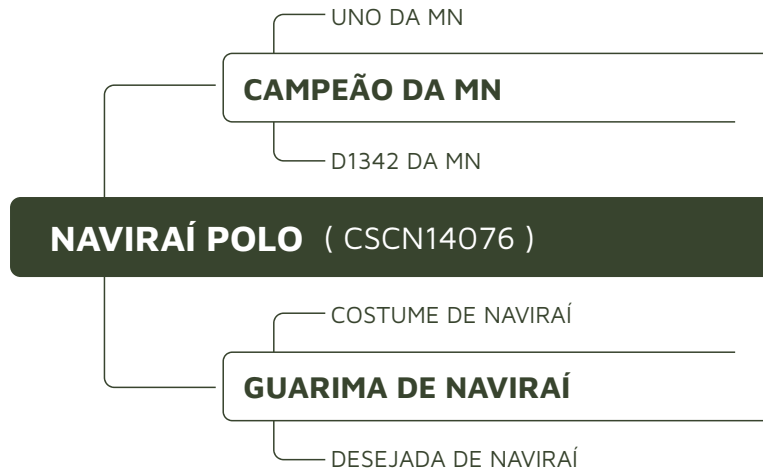 UNO DA MN
CAMPEÃO DA MN
D1342 DA MN
NAVIRAÍ POLO ( CSCN14076 )
COSTUME DE NAVIRAÍ
GUARIMA DE NAVIRAÍ
DESEJADA DE NAVIRAÍ